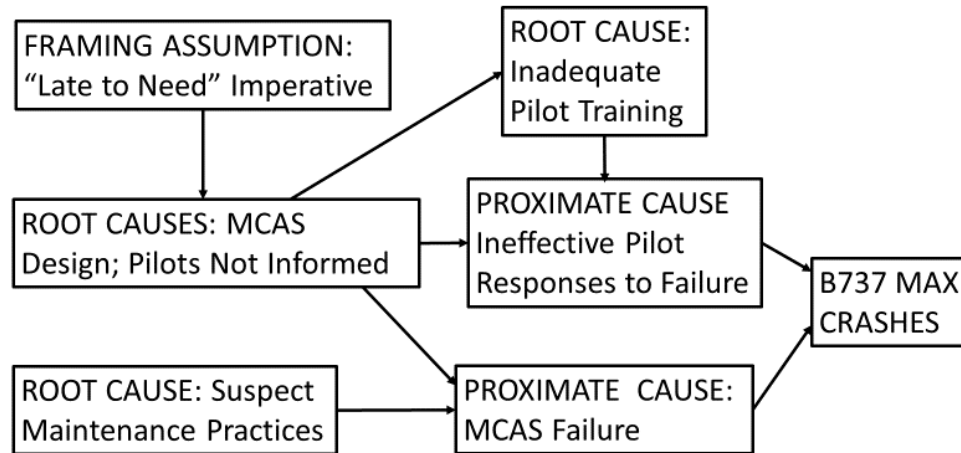 FRAMING ASSUMPTION:
“Late to Need” Imperative
ROOT CAUSE:
Inadequate
Pilot Training
ROOT CAUSES: MCAS
Design; Pilots Not Informed
PROXIMATE CAUSE
Ineffective Pilot
Responses to Failure
B737 MAX
CRASHES
ROOT CAUSE: Suspect
Maintenance Practices
PROXIMATE CAUSE:
MCAS Failure